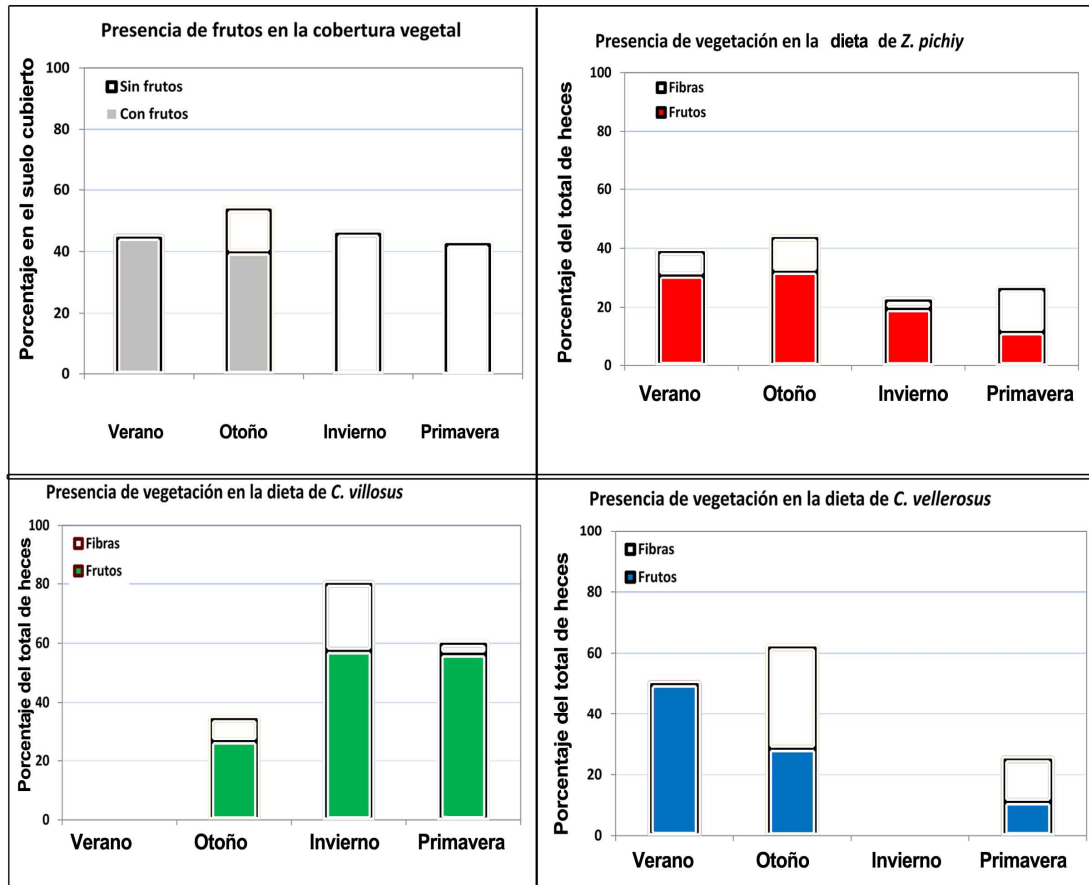 Presencia de frutos en la cobertura vegetal
Porcentaje en el suelo cubierto
100
80
60
40
20
0
Sin frutos
Con frutos
Verano Otoño Invierno Primavera
Presencia de vegetación en la dieta de Z. pichiy
Porcentaje del total de heces
100
80
60
40
20
0
Fibras
Frutos
Verano Otoño Invierno Primavera
Presencia de vegetación en la dieta de C. villosus
Porcentaje del total de heces
100
80
60
40
20
0
Fibras
Frutos
Verano Otoño Invierno Primavera
Presencia de vegetación en la dieta de C. vellerosus
Porcentaje del total de heces
100
80
60
40
20
0
Fibras
Frutos
Verano Otoño Invierno Primavera